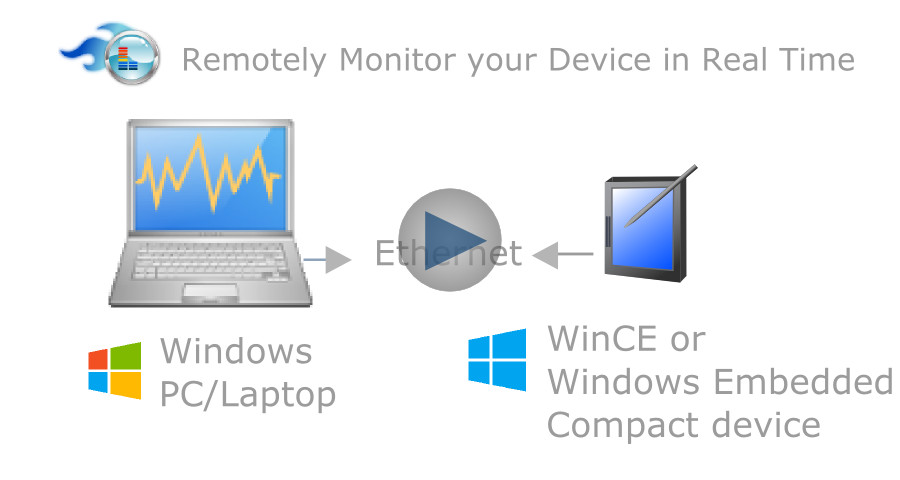 Remotely Monitor your Device in Real Time
Ethernet
Windows
PC/Laptop
WinCE or
Windows Embedded
Compact device